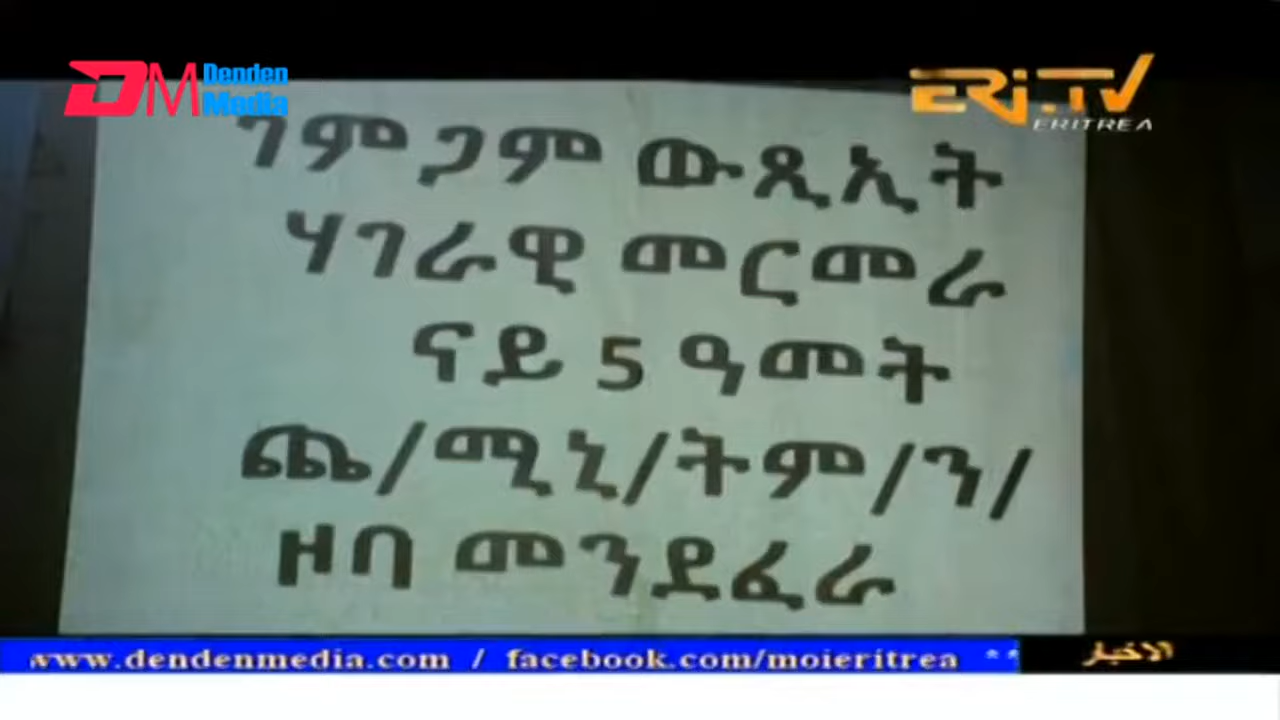 DM Denden Media
ERi-TV
ERITREA
ገምጋም ውጺኢት
ሃገራዊ መርመራ
ናይ 5 ዓመት
ጨ/ሚኒ/ትም/ን/
ዞባ መንደፈራ
www.dendenmedia.com / facebook.com/moieritrea **
الاخبار